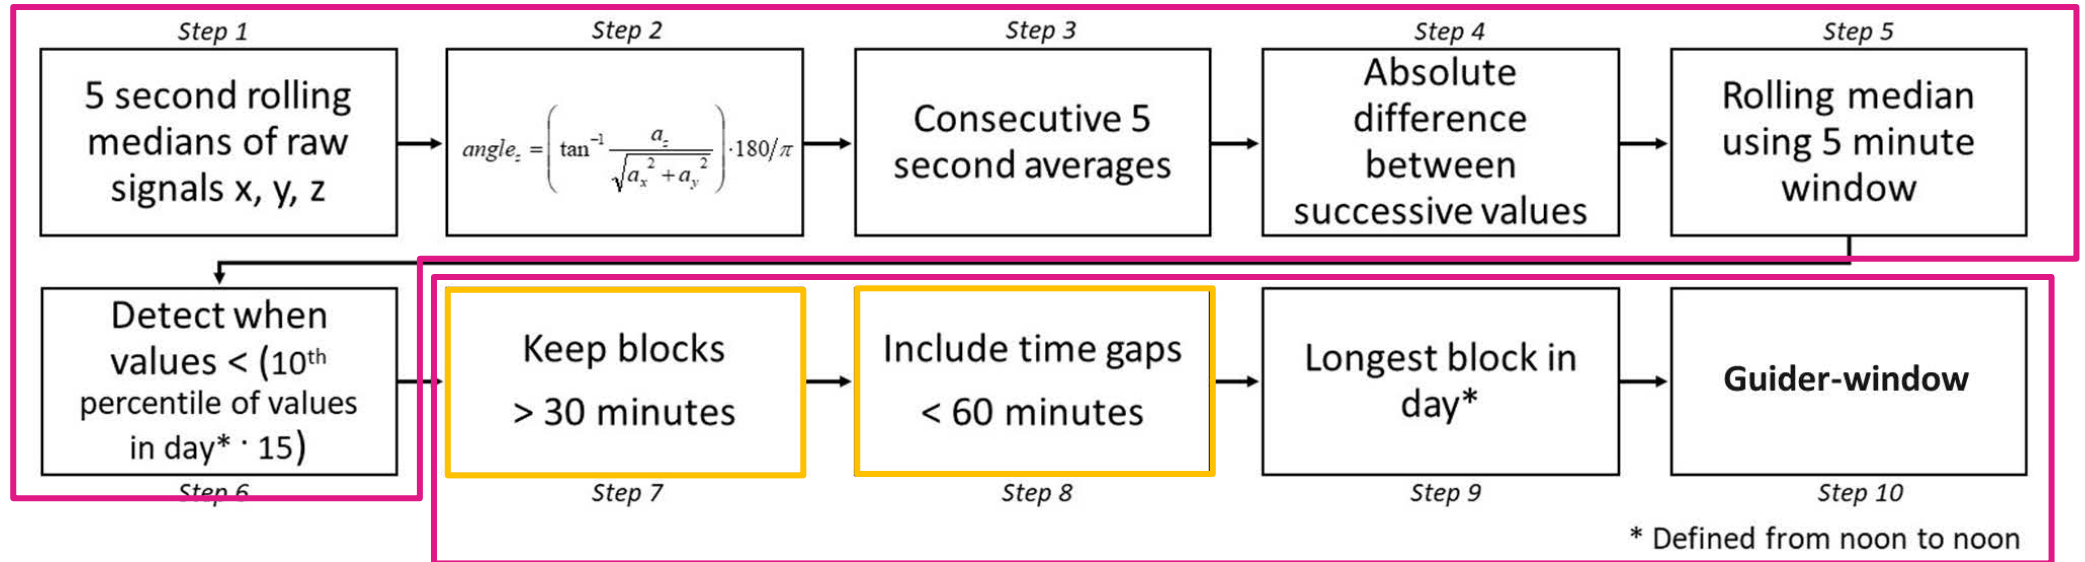 Step 1
5 second rolling
medians of raw
signals x, y, z
Step 2
angle_z = (tan⁻¹ a_z / √(a_x² + a_y²)) · 180/π
Step 3
Consecutive 5
second averages
Step 4
Absolute
difference
between
successive values
Step 5
Rolling median
using 5 minute
window
Detect when
values < (10th
percentile of values
in day* · 15)
Step 6
Keep blocks
> 30 minutes
Step 7
Include time gaps
< 60 minutes
Step 8
Longest block in
day*
Step 9
Guider-window
Step 10
* Defined from noon to noon